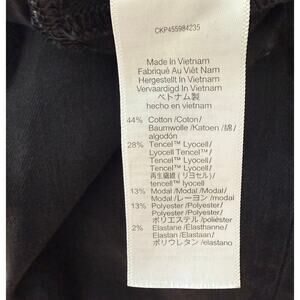 CKP455984235
Made In Vietnam
Fabriqué Au Viêt Nam
Hergestellt In Vietnam
Vervaardigd In Vietnam
ベトナム製
hecho en vietnam
44% Cotton /Coton/
Baumwolle /Katoen /綿/
algodón
28% Tencel™ Lyocell/
Lyocell Tencel™/
Tencel™ Lyocell/
Tencel™ Lyocell/
再生繊維 (リヨセル)/
tencel™ lyocell
13% Modal /Modal /Modal/
Modal /レーヨン /modal
13% Polyester /Polyester/
Polyester /Polyester/
ポリエステル /poliéster
2% Elastane /Elasthanne/
Elastan /Elastaan/
ポリウレタン /elastano